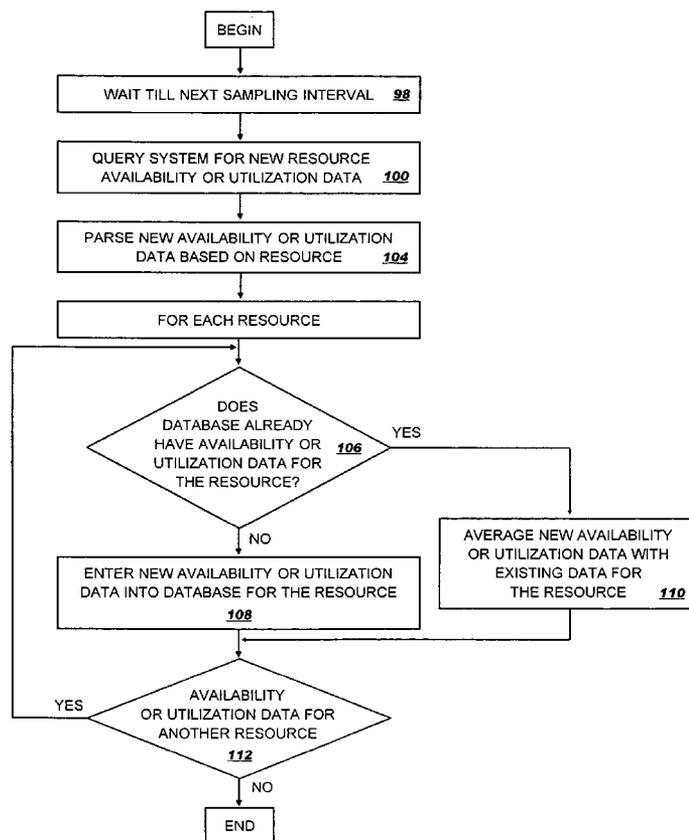 BEGIN
WAIT TILL NEXT SAMPLING INTERVAL 98
QUERY SYSTEM FOR NEW RESOURCE
AVAILABILITY OR UTILIZATION DATA 100
PARSE NEW AVAILABILITY OR UTILIZATION
DATA BASED ON RESOURCE 104
FOR EACH RESOURCE
DOES
DATABASE ALREADY
HAVE AVAILABILITY OR 106
UTILIZATION DATA FOR
THE RESOURCE?
YES
NO
AVERAGE NEW AVAILABILITY
OR UTILIZATION DATA WITH
EXISTING DATA FOR
THE RESOURCE 110
ENTER NEW AVAILABILITY OR UTILIZATION
DATA INTO DATABASE FOR THE RESOURCE
108
YES
AVAILABILITY
OR UTILIZATION DATA FOR
ANOTHER RESOURCE
112
NO
END